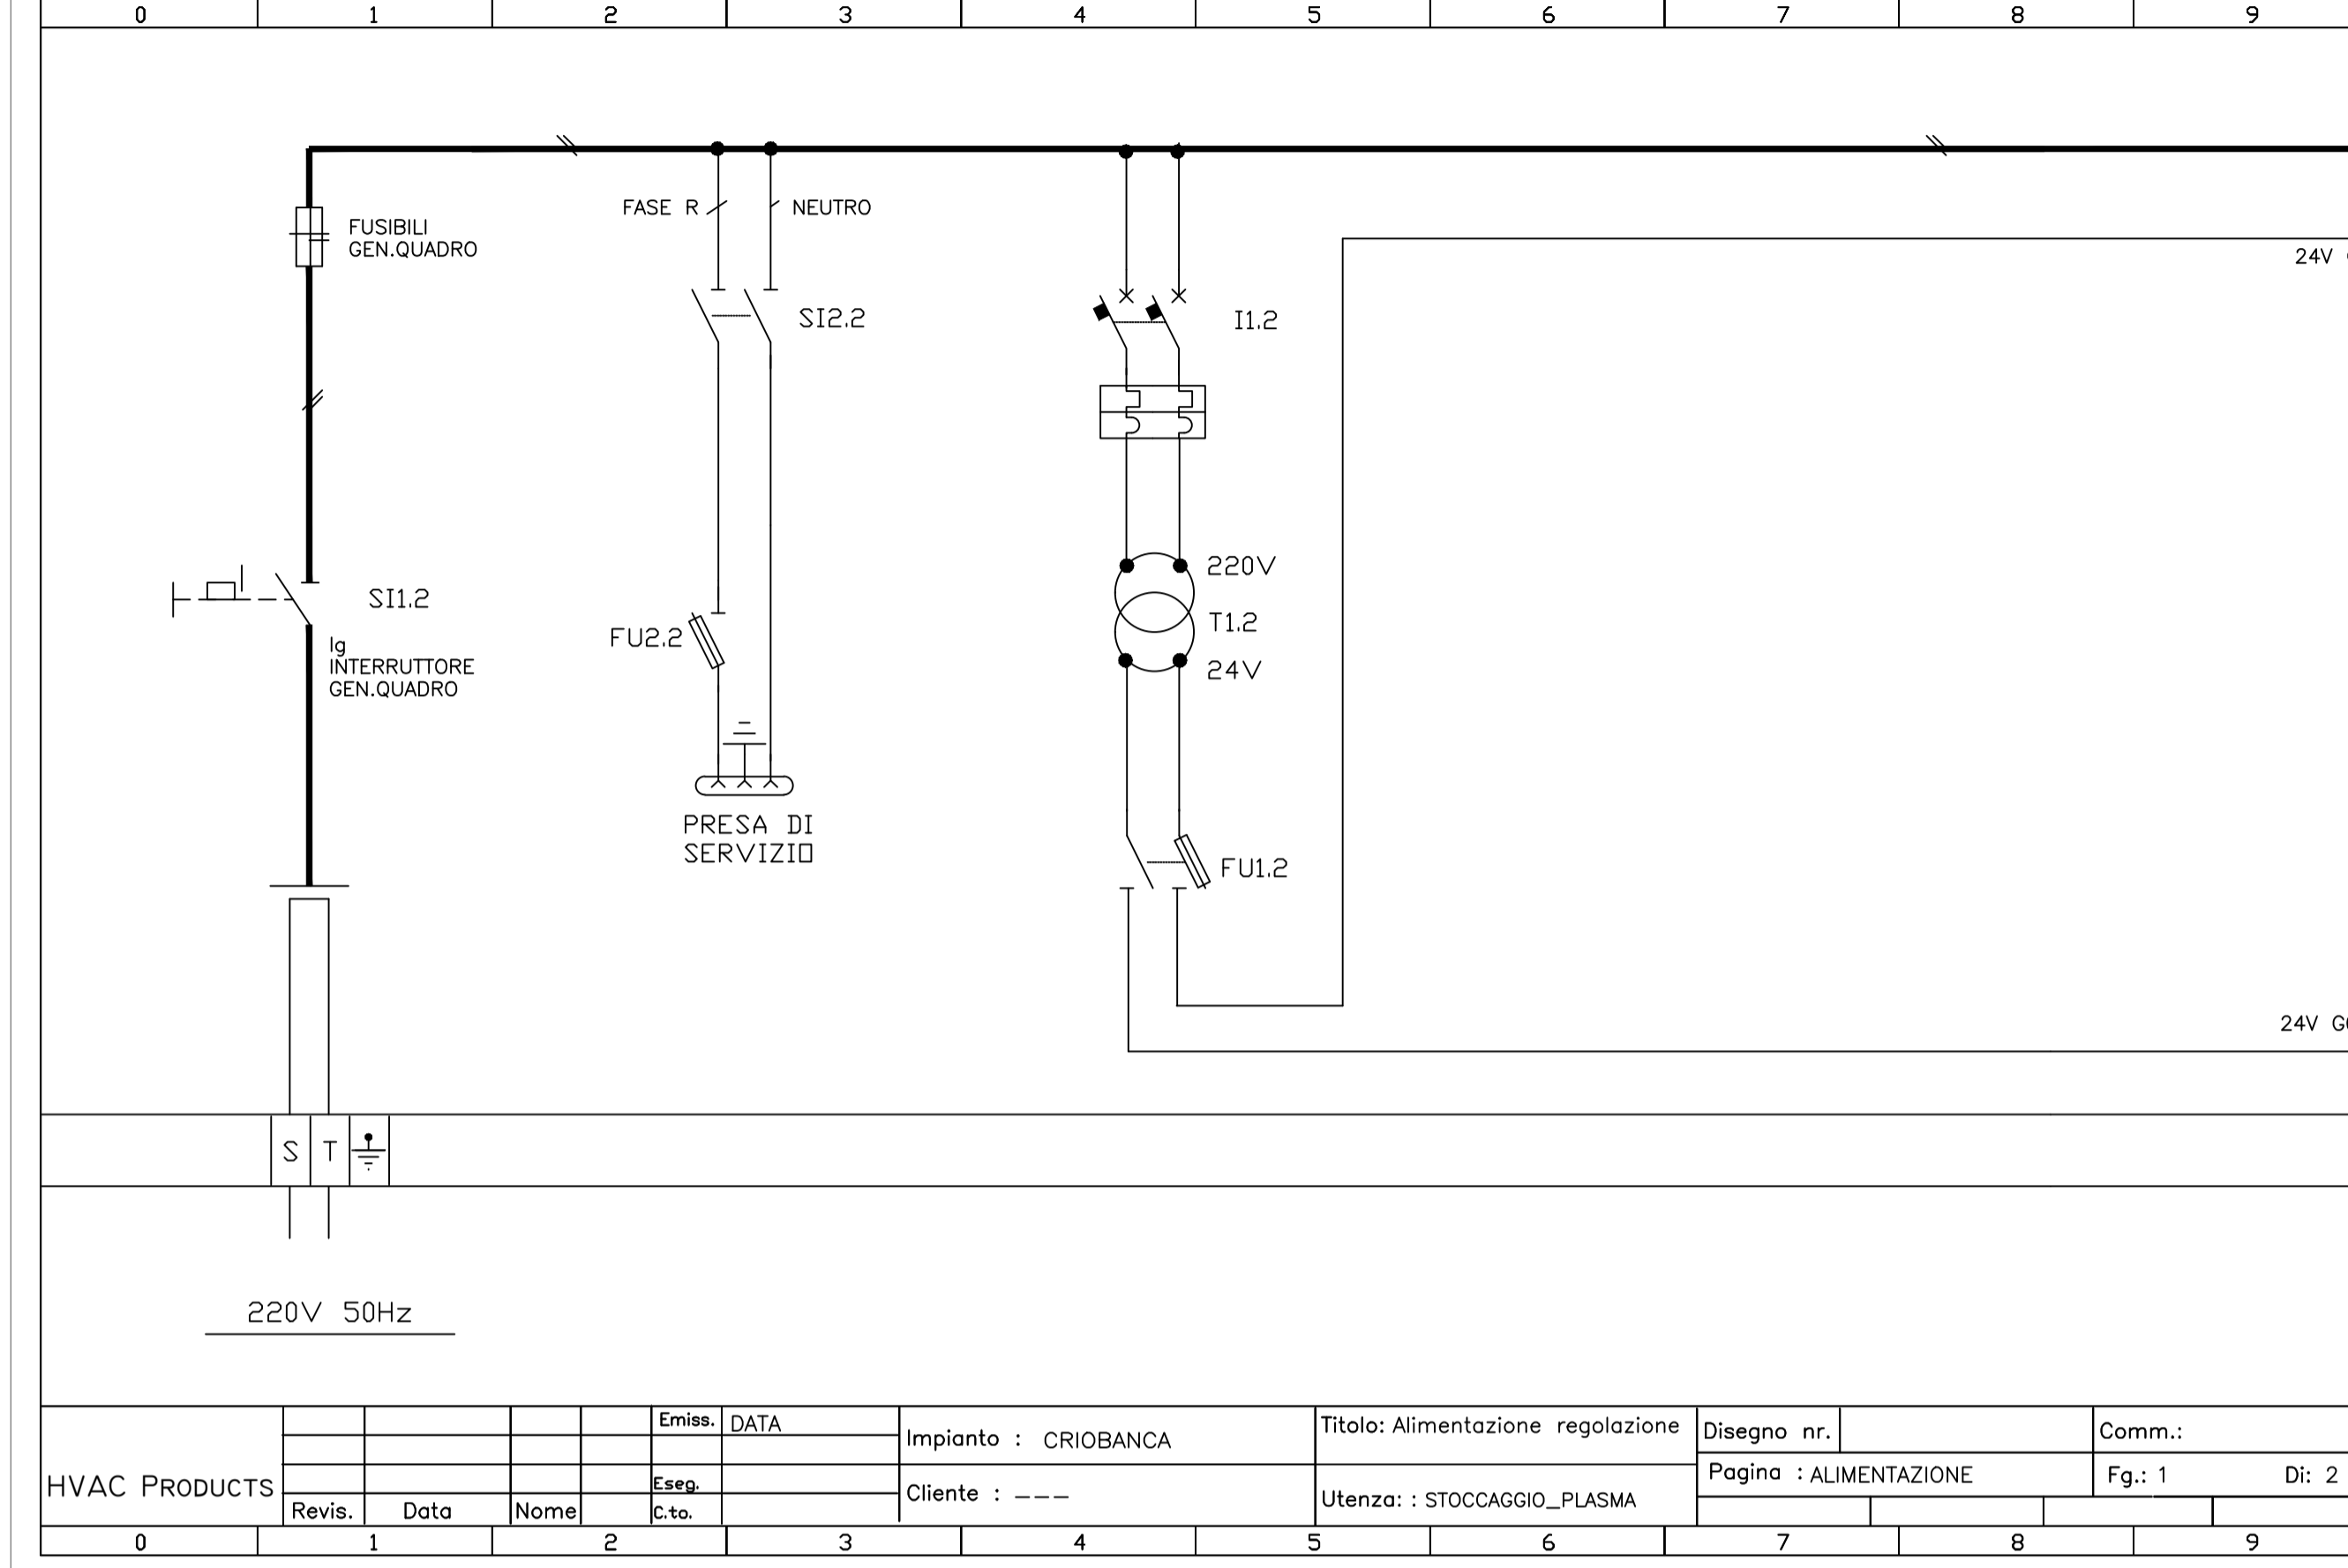 0 1 2 3 4 5 6 7 8 9
FASE R
NEUTRO
FUSIBILI
GEN.QUADRO
24V
SI2.2
I1.2
220V
SI1.2
T1.2
FU2.2
Ig
INTERRUTTORE
GEN.QUADRO
24V
PRESA DI
SERVIZIO
FU1.2
24V
S T
220V 50Hz
HVAC PRODUCTS
Revis. Data Nome
Emiss. DATA
Eseg.
C.to.
Impianto : CRIOBANCA
Cliente : ---
Titolo: Alimentazione regolazione
Utenza: : STOCCAGGIO_PLASMA
Disegno nr.
Comm.:
Pagina : ALIMENTAZIONE
Fg.: 1 Di: 2
0 1 2 3 4 5 6 7 8 9